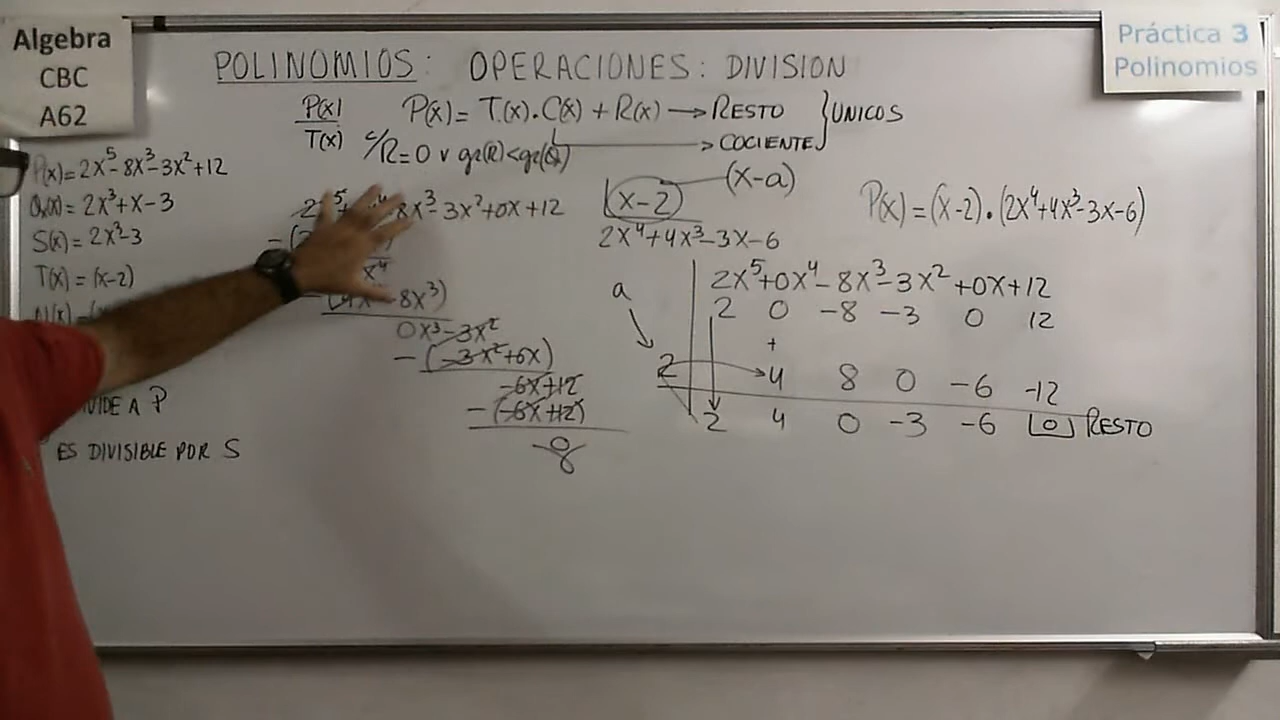 Algebra
CBC
A62
Práctica 3
Polinomios
POLINOMIOS: OPERACIONES: DIVISION
P(x)
T(x)
P(x) = T(x) . C(x) + R(x) → RESTO
COCIENTE
} UNICOS
c/R = 0 v gr(R) < gr(Q)
P(x) = 2x⁵ - 8x³ - 3x² + 12
Q(x) = 2x³ + x - 3
S(x) = 2x³ - 3
T(x) = (x-2)
A P
ES DIVISIBLE POR S
8x³ - 3x² + 0x + 12
(x-2)
(x-a)
2x⁴ + 4x³ - 3x - 6
x⁴
- 8x³)
0x³ - 3x²
- (-3x² + 6x)
-6x + 12
- (-6x + 12)
0
P(x) = (x-2) . (2x⁴ + 4x³ - 3x - 6)
2x⁵ + 0x⁴ - 8x³ - 3x² + 0x + 12
a
2 0 -8 -3 0 12
+
2 4 8 0 -6 -12
2 4 0 -3 -6 0 RESTO